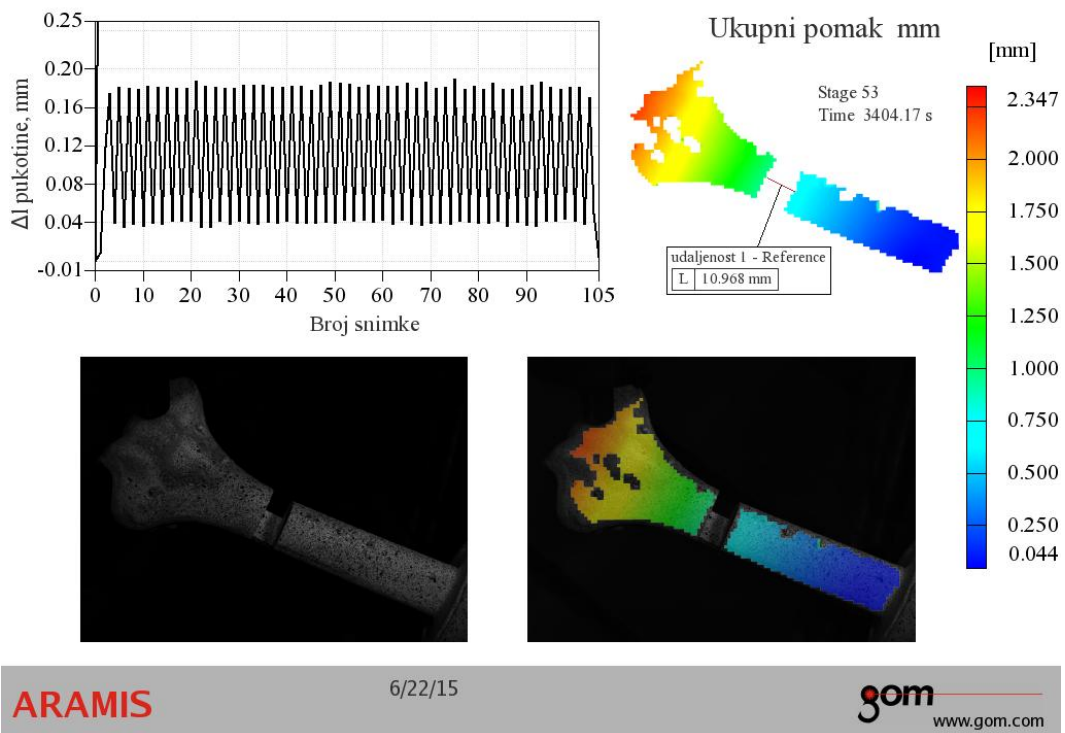 Ukupni pomak mm
[mm]
0.25
0.20
0.16
0.12
0.08
0.04
-0.01
Δl pukotine, mm
0 10 20 30 40 50 60 70 80 90 105
Broj snimke
Stage 53
Time 3404.17 s
udaljenost 1 - Reference
L 10.968 mm
2.347
2.000
1.750
1.500
1.250
1.000
0.750
0.500
0.250
0.044
ARAMIS
6/22/15
gom
www.gom.com